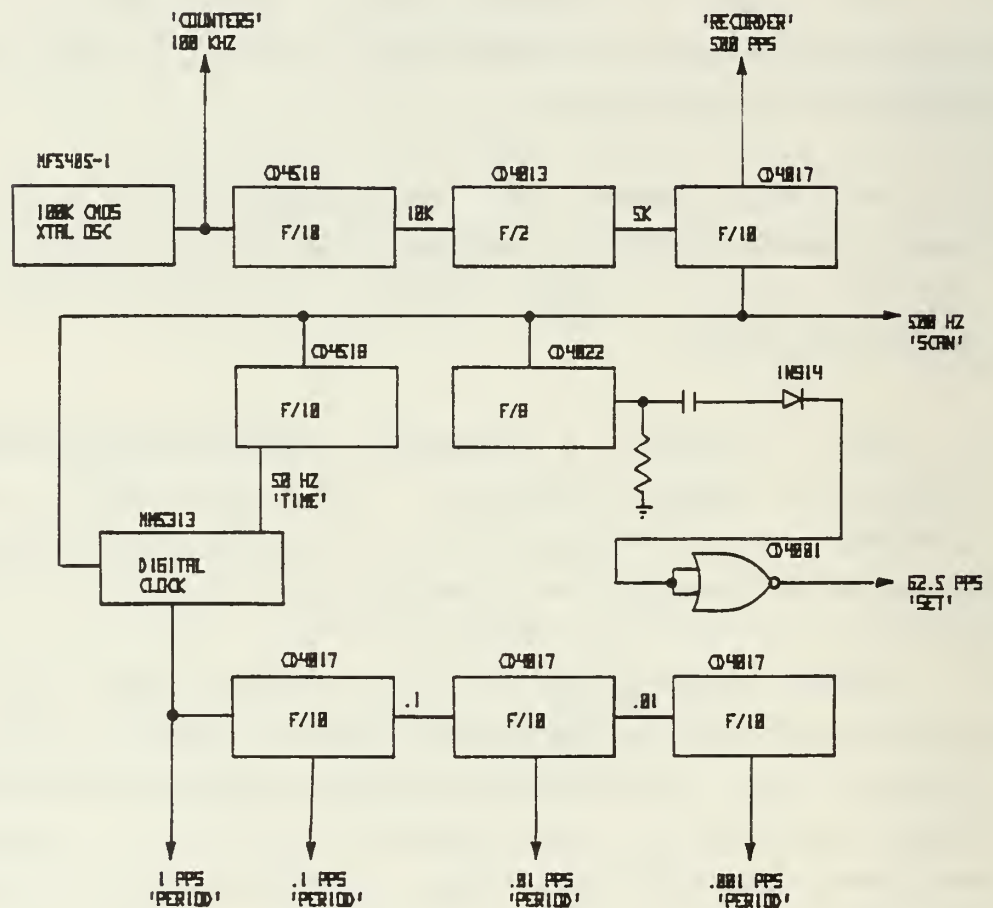 'COUNTERS'
100 KHZ
'RECORDER'
500 PPS
MF5405-1
100K CMOS
XTAL OSC
CD4518
F/10
10K
CD4013
F/2
5K
CD4017
F/10
500 HZ
'SCAN'
CD4518
F/10
CD4022
F/8
1N914
50 HZ
'TIME'
MM5313
DIGITAL
CLOCK
CD4001
62.5 PPS
'SET'
CD4017
F/10
.1
CD4017
F/10
.01
CD4017
F/10
1 PPS
'PERIOD'
.1 PPS
'PERIOD'
.01 PPS
'PERIOD'
.001 PPS
'PERIOD'